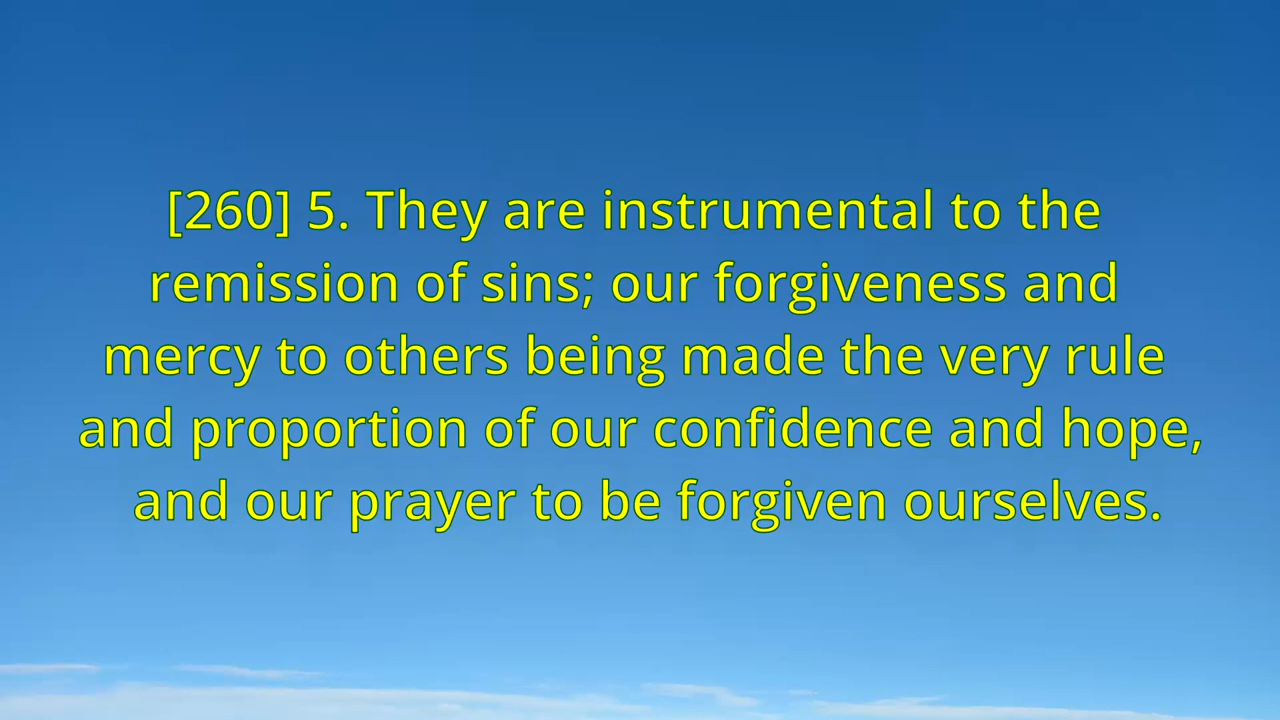 [260] 5. They are instrumental to the
remission of sins; our forgiveness and
mercy to others being made the very rule
and proportion of our confidence and hope,
and our prayer to be forgiven ourselves.